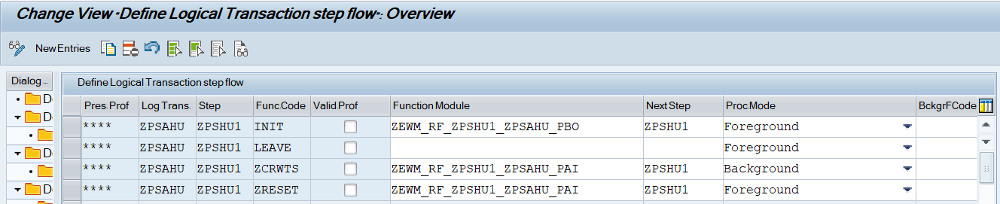 Change View "Define Logical Transaction step flow": Overview
New Entries
Dialog ...
Define Logical Transaction step flow
Pres. Prof Log Trans. Step Func.Code Valid.Prof Function Module Next Step Proc.Mode BckgrFCode
**** ZPSAHU ZPSHU1 INIT ZEWM_RF_ZPSHU1_ZPSAHU_PBO ZPSHU1 Foreground
**** ZPSAHU ZPSHU1 LEAVE Foreground
**** ZPSAHU ZPSHU1 ZCRWTS ZEWM_RF_ZPSHU1_ZPSAHU_PAI ZPSHU1 Background
**** ZPSAHU ZPSHU1 ZRESET ZEWM_RF_ZPSHU1_ZPSAHU_PAI ZPSHU1 Foreground